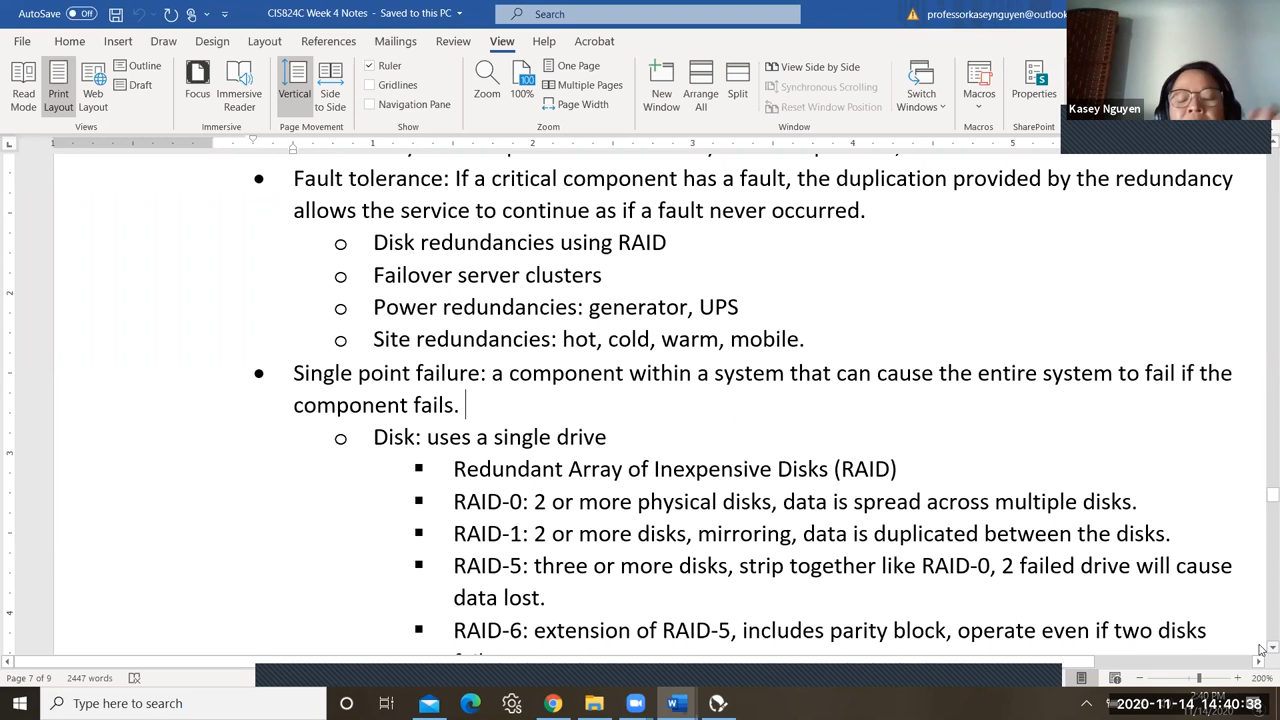 AutoSave Off CIS824C Week 4 Notes - Saved to this PC Search professorkaseynguyen@outlook
File Home Insert Draw Design Layout References Mailings Review View Help Acrobat
Read Mode Print Layout Web Layout Outline Draft Focus Immersive Reader Vertical Side to Side Ruler Gridlines Navigation Pane Zoom 100% One Page Multiple Pages Page Width New Window Arrange All Split View Side by Side Synchronous Scrolling Reset Window Position Switch Windows Macros Properties
Views Immersive Page Movement Show Zoom Window Macros SharePoint
Kasey Nguyen
1 1 2 3 4 5
• Fault tolerance: If a critical component has a fault, the duplication provided by the redundancy
allows the service to continue as if a fault never occurred.
o Disk redundancies using RAID
o Failover server clusters
o Power redundancies: generator, UPS
o Site redundancies: hot, cold, warm, mobile.
• Single point failure: a component within a system that can cause the entire system to fail if the
component fails.
o Disk: uses a single drive
▪ Redundant Array of Inexpensive Disks (RAID)
▪ RAID-0: 2 or more physical disks, data is spread across multiple disks.
▪ RAID-1: 2 or more disks, mirroring, data is duplicated between the disks.
▪ RAID-5: three or more disks, strip together like RAID-0, 2 failed drive will cause
data lost.
▪ RAID-6: extension of RAID-5, includes parity block, operate even if two disks
Page 7 of 9 2447 words 200%
Type here to search 2:40 PM
2020-11-14 14:40:38